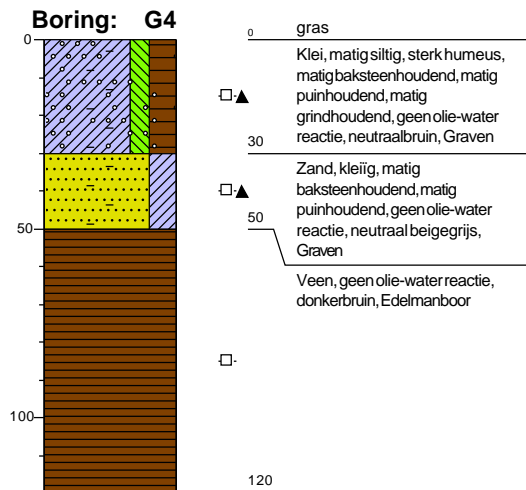 Boring: G4
0
50
100
0
gras
Klei, matig siltig, sterk humeus,
matig baksteenhoudend, matig
puinhoudend, matig
grindhoudend, geen olie-water
reactie, neutraalbruin, Graven
30
Zand, kleiïg, matig
baksteenhoudend, matig
puinhoudend, geen olie-water
reactie, neutraal beigegrijs,
Graven
50
Veen, geen olie-water reactie,
donkerbruin, Edelmanboor
120